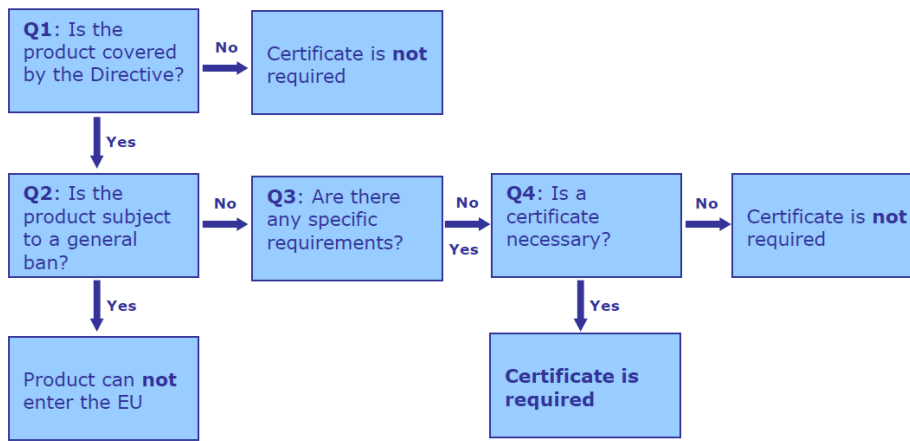 Q1: Is the
product covered
by the Directive?
No
Certificate is not
required
Yes
Q2: Is the
product subject
to a general
ban?
No
Q3: Are there
any specific
requirements?
No
Yes
Q4: Is a
certificate
necessary?
No
Certificate is not
required
Yes
Product can not
enter the EU
Yes
Certificate is
required